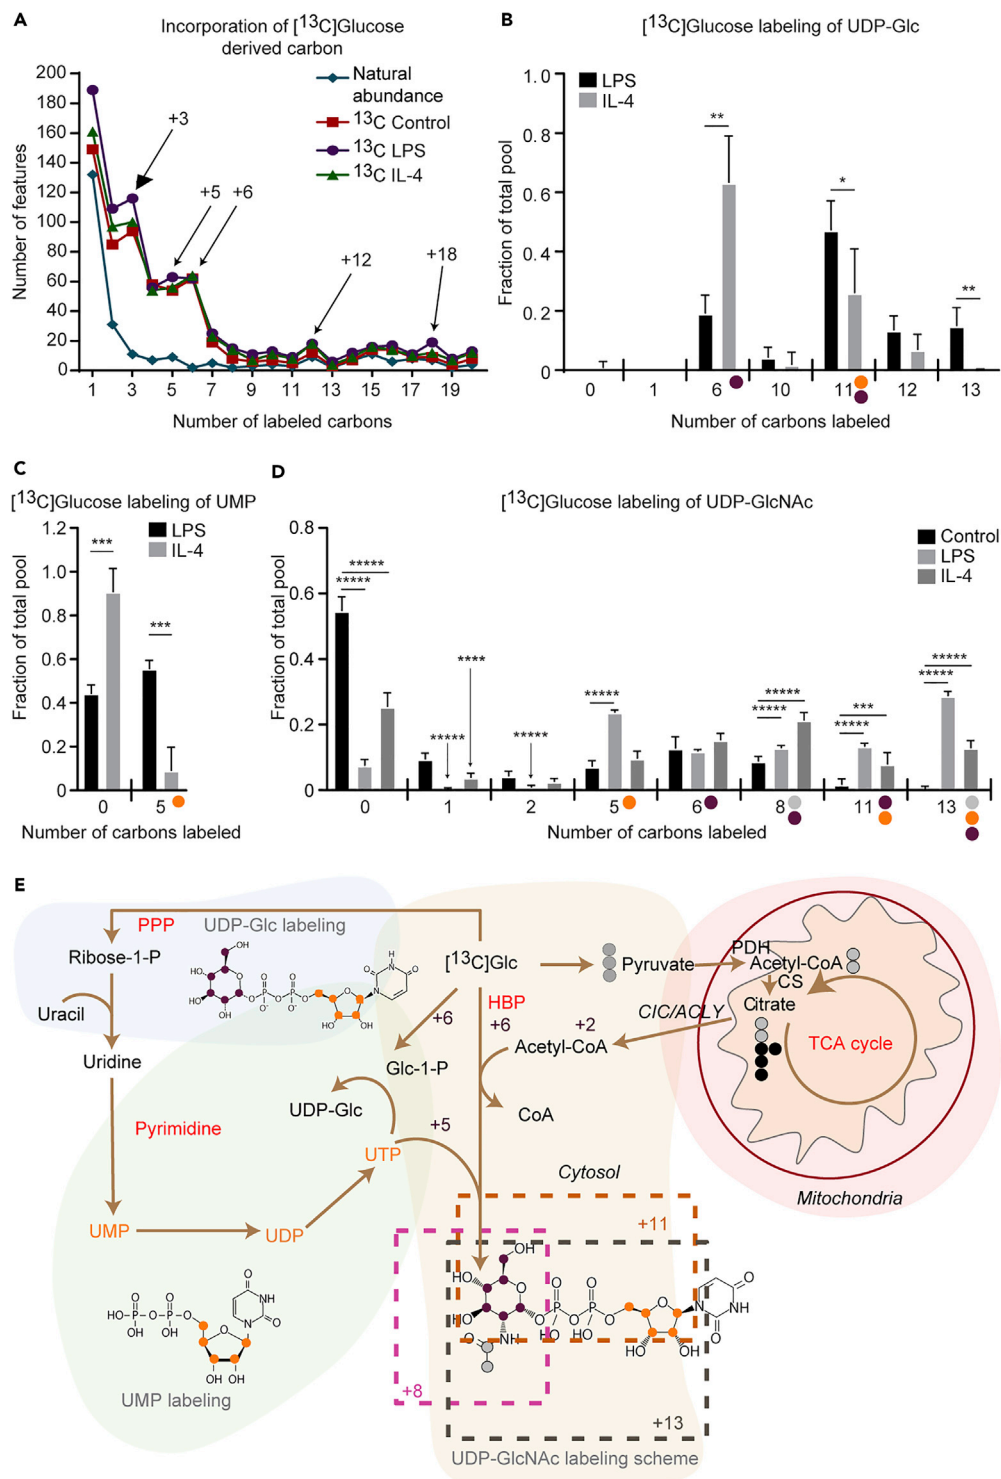 A
Incorporation of [13C]Glucose
derived carbon
Natural
abundance
13C Control
13C LPS
13C IL-4
+3
+5
+6
+12
+18
Number of features
200
180
160
140
120
100
80
60
40
20
0
1 3 5 7 9 11 13 15 17 19
Number of labeled carbons
B
[13C]Glucose labeling of UDP-Glc
LPS
IL-4
Fraction of total pool
1.0
0.8
0.6
0.4
0.2
0
**
*
**
0 1 6 10 11 12 13
Number of carbons labeled
C
[13C]Glucose labeling of UMP
LPS
IL-4
Fraction of total pool
1.2
1.0
0.8
0.6
0.4
0.2
0
***
***
0 5
Number of carbons labeled
D
[13C]Glucose labeling of UDP-GlcNAc
Control
LPS
IL-4
Fraction of total pool
0.8
0.6
0.4
0.2
0
*****
*****
*****
****
*****
*****
*****
*****
***
*****
*****
*****
0 1 2 5 6 8 11 13
Number of carbons labeled
E
PPP
UDP-Glc labeling
Ribose-1-P
Uracil
Uridine
Pyrimidine
UMP
UDP
UTP
UDP-Glc
Glc-1-P
[13C]Glc
HBP
+6
+6
+2
+5
Acetyl-CoA
CoA
Pyruvate
PDH
Acetyl-CoA
CS
Citrate
CIC/ACLY
TCA cycle
Mitochondria
Cytosol
+11
+8
+13
UMP labeling
UDP-GlcNAc labeling scheme